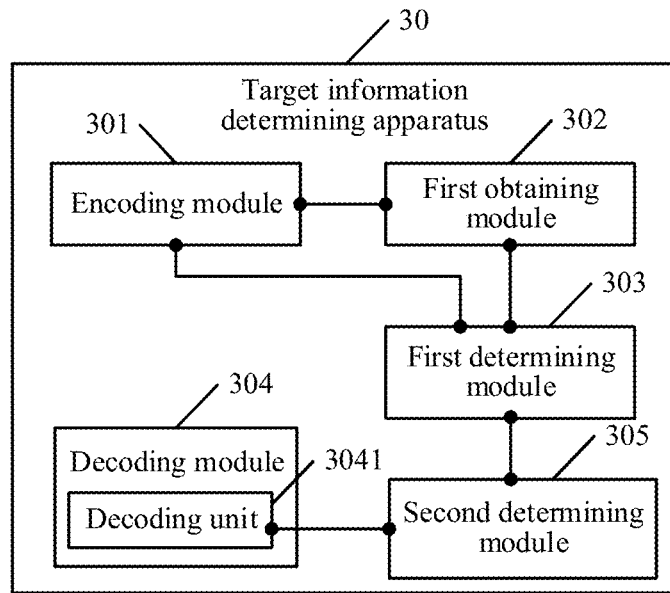 30
Target information
determining apparatus
301
302
Encoding module
First obtaining
module
303
First determining
module
304
305
Decoding module
3041
Decoding unit
Second determining
module